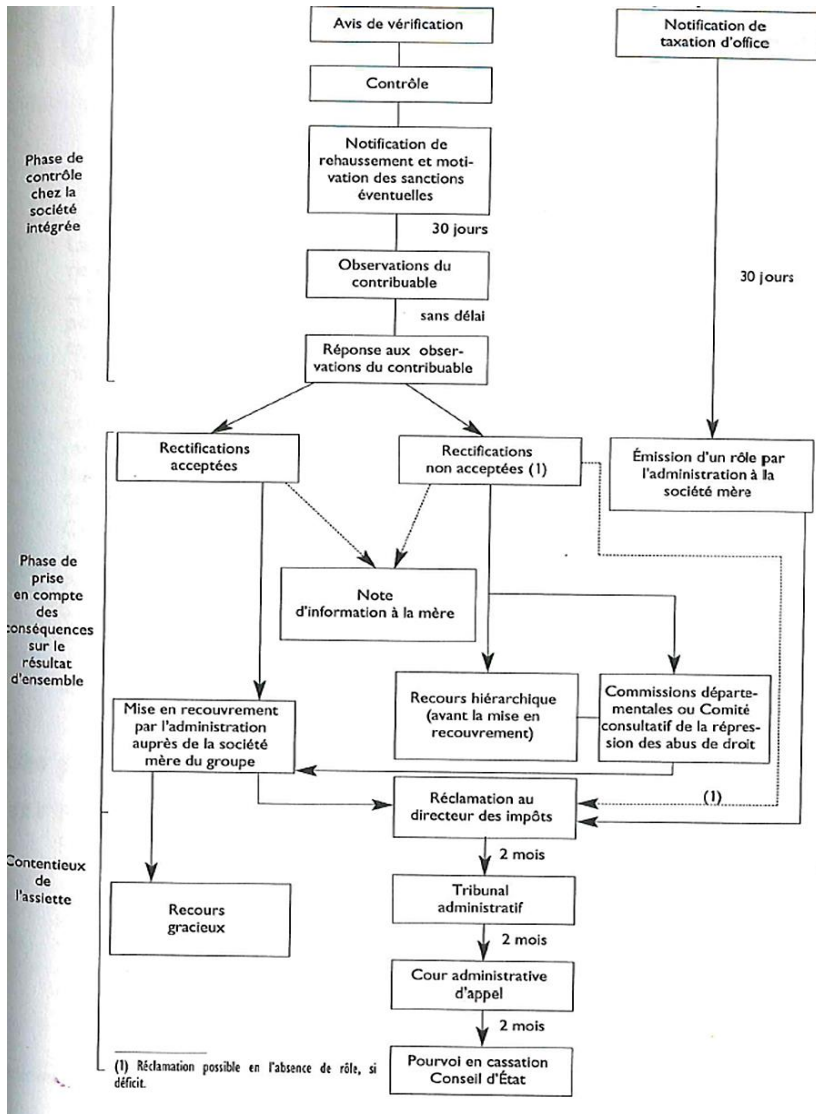 Avis de vérification
Notification de
taxation d'office
Contrôle
Phase de
contrôle
chez la
société
intégrée
Notification de
rehaussement et moti-
vation des sanctions
éventuelles
30 jours
Observations du
contribuable
30 jours
sans délai
Réponse aux obser-
vations du contribuable
Rectifications
acceptées
Rectifications
non acceptées (1)
Émission d'un rôle par
l'administration à la
société mère
Phase de
prise
en compte
des
conséquences
sur le
résultat
d'ensemble
Note
d'information à la mère
Mise en recouvrement
par l'administration
auprès de la société
mère du groupe
Recours hiérarchique
(avant la mise en
recouvrement)
Commissions départe-
mentales ou Comité
consultatif de la répres-
sion des abus de droit
Réclamation au
directeur des impôts
(1)
2 mois
Contentieux
de
l'assiette
Recours
gracieux
Tribunal
administratif
2 mois
Cour administrative
d'appel
2 mois
Pourvoi en cassation
Conseil d'État
(1) Réclamation possible en l'absence de rôle, si
déficit.